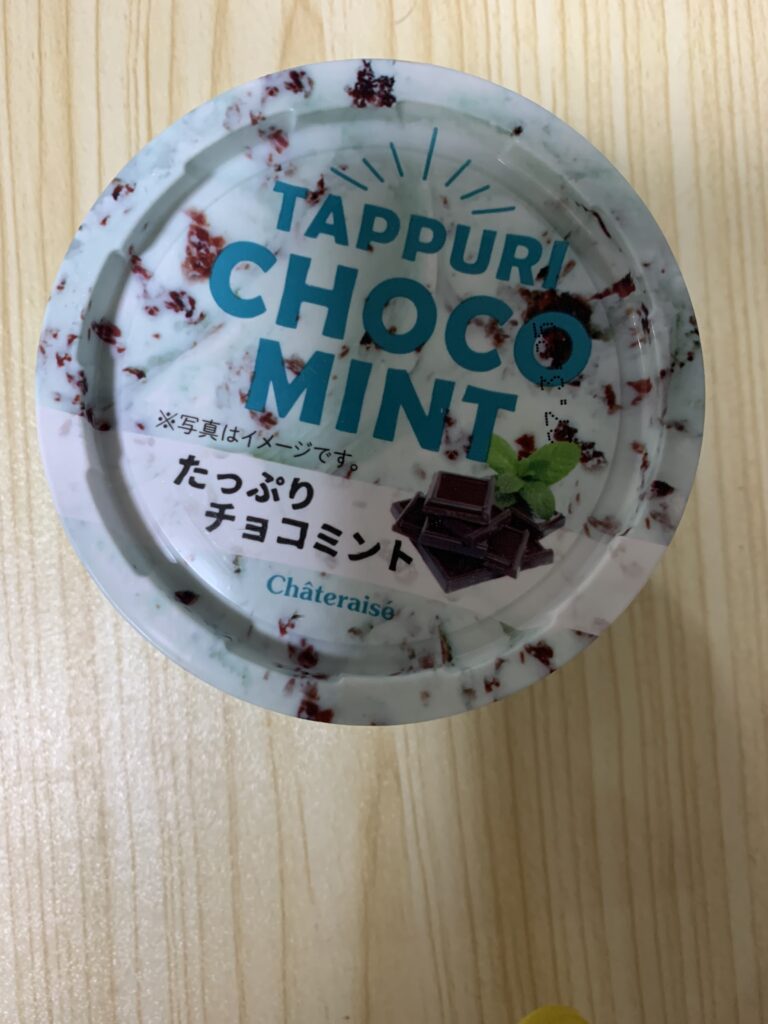 TAPPURI
CHOCO
MINT
※写真はイメージです。
たっぷり
チョコミント
Châteraisé